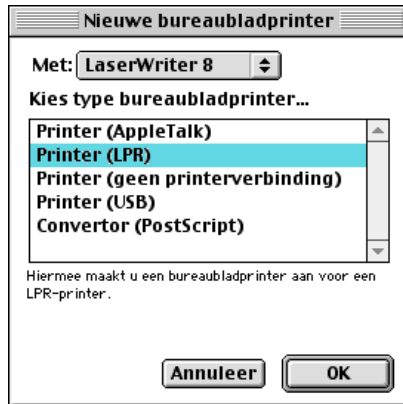 Nieuwe bureaubladprinter
Met: LaserWriter 8
Kies type bureaubladprinter...
Printer (AppleTalk)
Printer (LPR)
Printer (geen printerverbinding)
Printer (USB)
Convertor (PostScript)
Hiermee maakt u een bureaubladprinter aan voor een
LPR-printer.
Annuleer OK